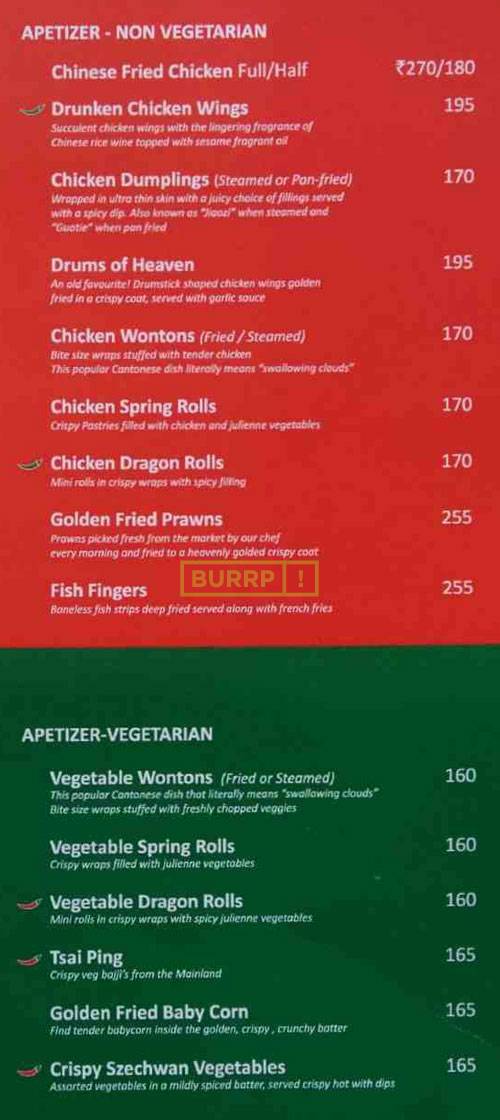 APETIZER - NON VEGETARIAN
Chinese Fried Chicken Full/Half ₹270/180
Drunken Chicken Wings 195
Succulent chicken wings with the lingering fragrance of
Chinese rice wine topped with sesame fragrant oil
Chicken Dumplings (Steamed or Pan-fried) 170
Wrapped in ultra thin skin with a juicy choice of fillings served
with a spicy dip. Also known as "Jiaozi" when steamed and
"Guotie" when pan fried
Drums of Heaven 195
An old favourite! Drumstick shaped chicken wings golden
fried in a crispy coat, served with garlic sauce
Chicken Wontons (Fried / Steamed) 170
Bite size wraps stuffed with tender chicken
This popular Cantonese dish literally means "swallowing clouds"
Chicken Spring Rolls 170
Crispy Pastries filled with chicken and julienne vegetables
Chicken Dragon Rolls 170
Mini rolls in crispy wraps with spicy filling
Golden Fried Prawns 255
Prawns picked fresh from the market by our chef
every morning and fried to a heavenly golded crispy coat
BURRP !
Fish Fingers 255
Boneless fish strips deep fried served along with french fries
APETIZER-VEGETARIAN
Vegetable Wontons (Fried or Steamed) 160
This popular Cantonese dish that literally means "swallowing clouds"
Bite size wraps stuffed with freshly chopped veggies
Vegetable Spring Rolls 160
Crispy wraps filled with julienne vegetables
Vegetable Dragon Rolls 160
Mini rolls in crispy wraps with spicy julienne vegetables
Tsai Ping 165
Crispy veg bajji's from the Mainland
Golden Fried Baby Corn 165
Find tender babycorn inside the golden, crispy , crunchy batter
Crispy Szechwan Vegetables 165
Assorted vegetables in a mildly spiced batter, served crispy hot with dips